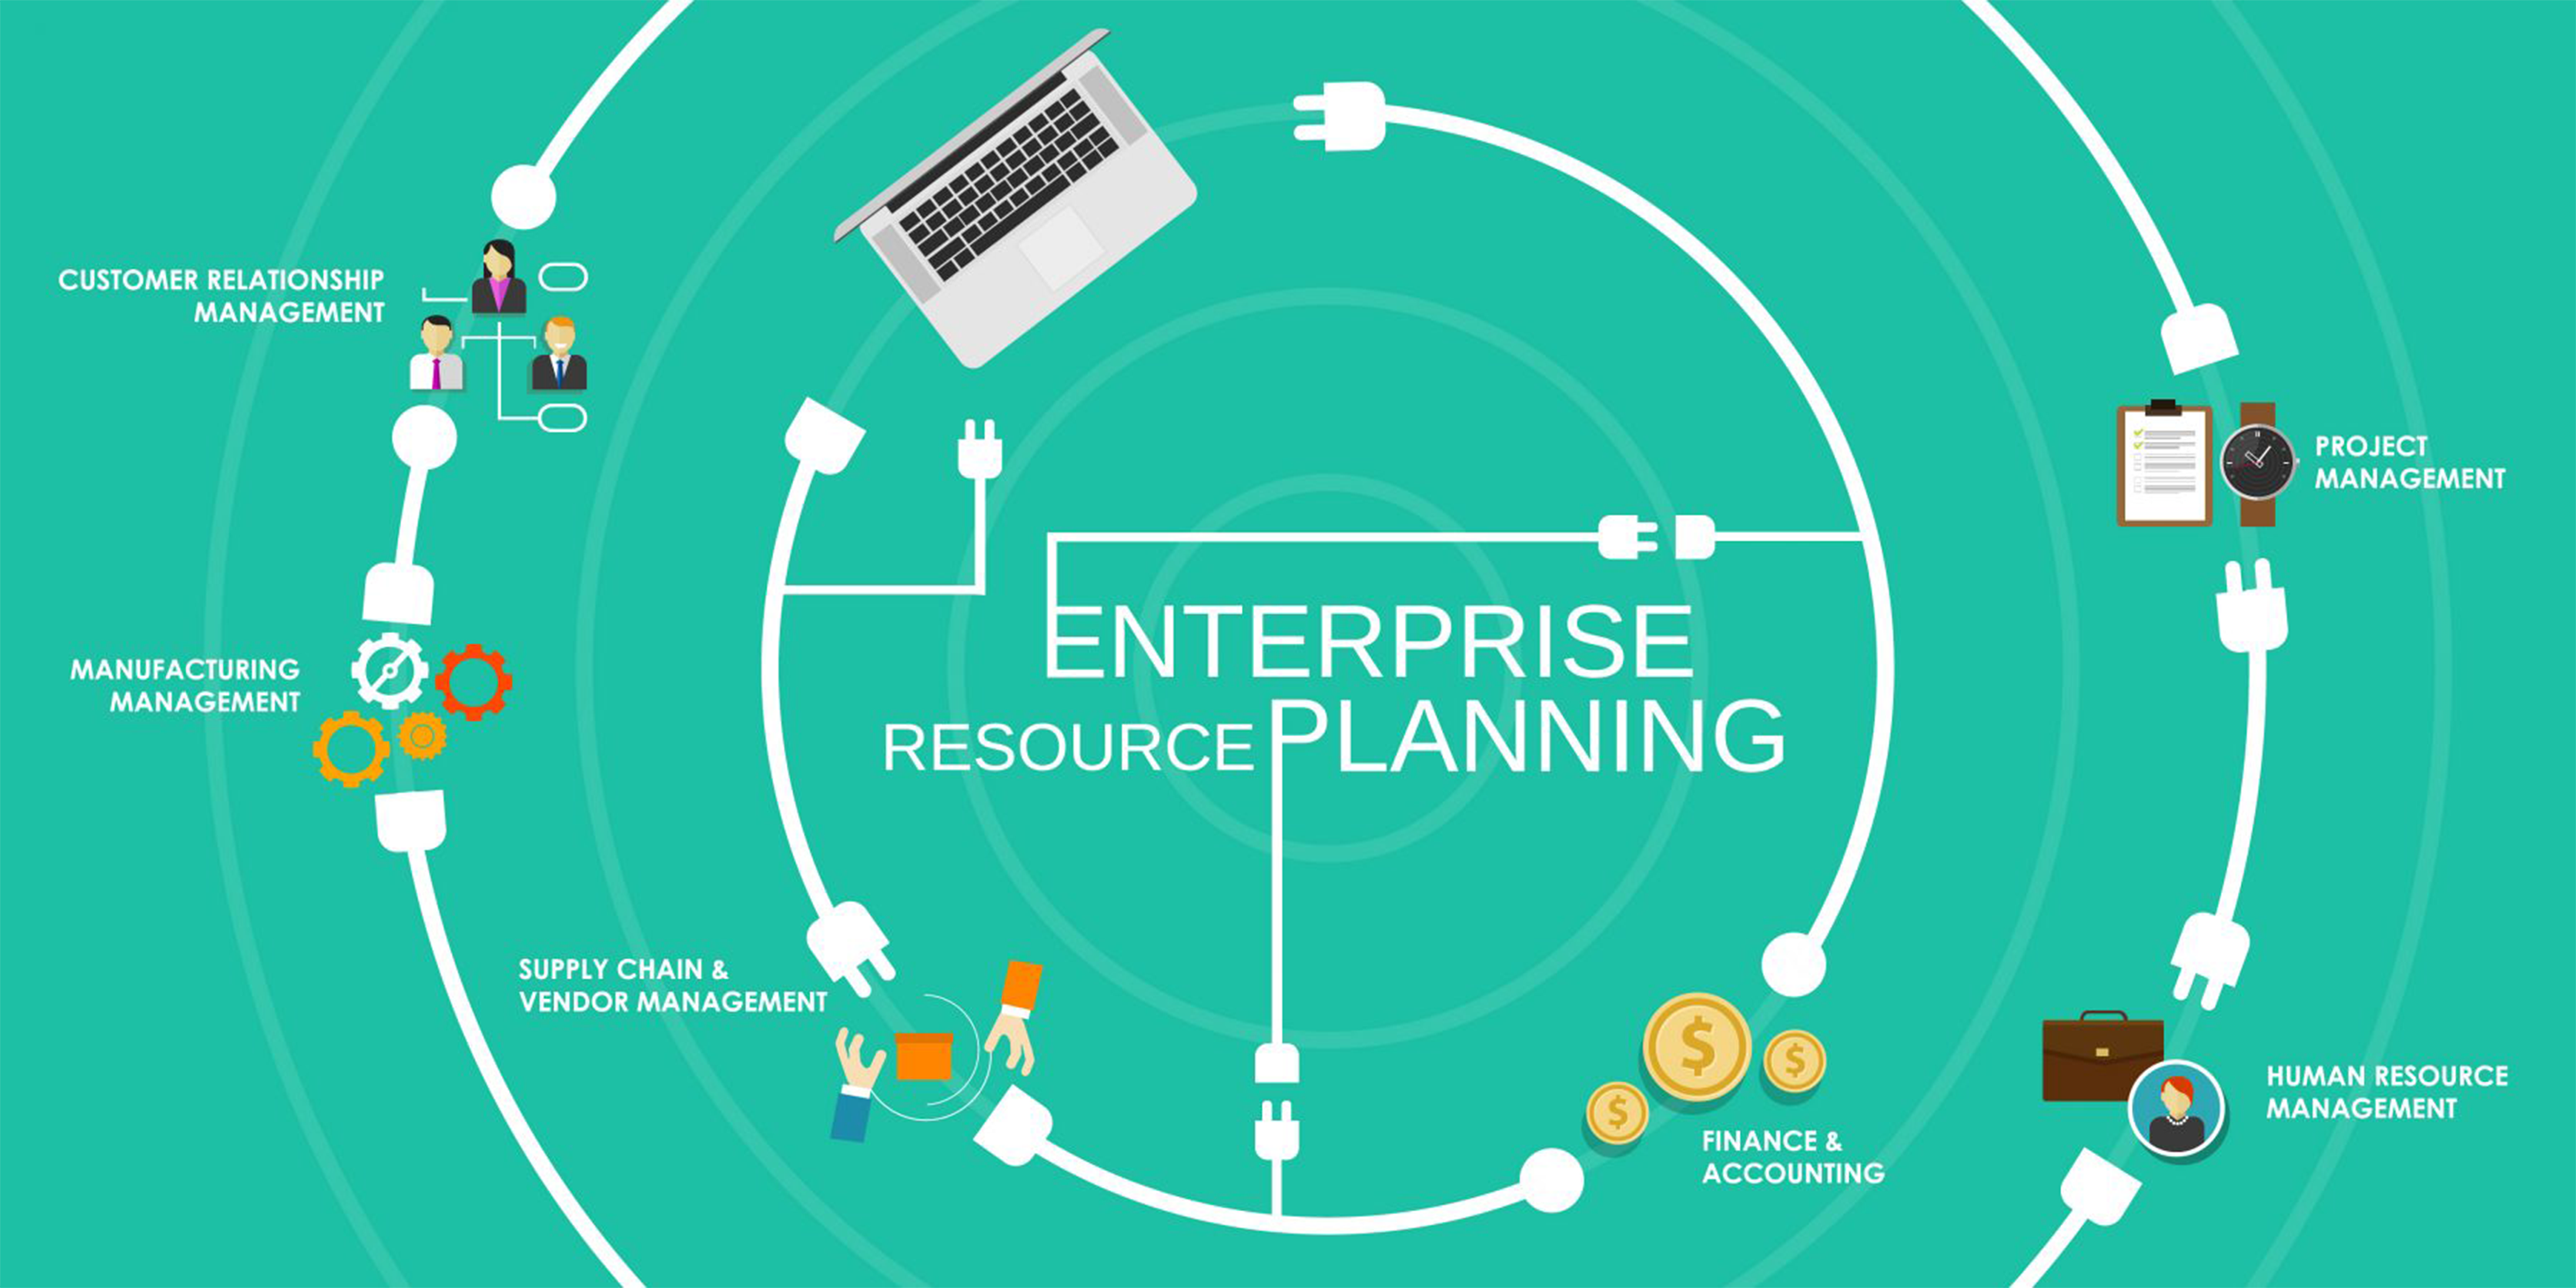 CUSTOMER RELATIONSHIP
MANAGEMENT
MANUFACTURING
MANAGEMENT
SUPPLY CHAIN &
VENDOR MANAGEMENT
ENTERPRISE
RESOURCE PLANNING
$
$
$
FINANCE &
ACCOUNTING
PROJECT
MANAGEMENT
HUMAN RESOURCE
MANAGEMENT